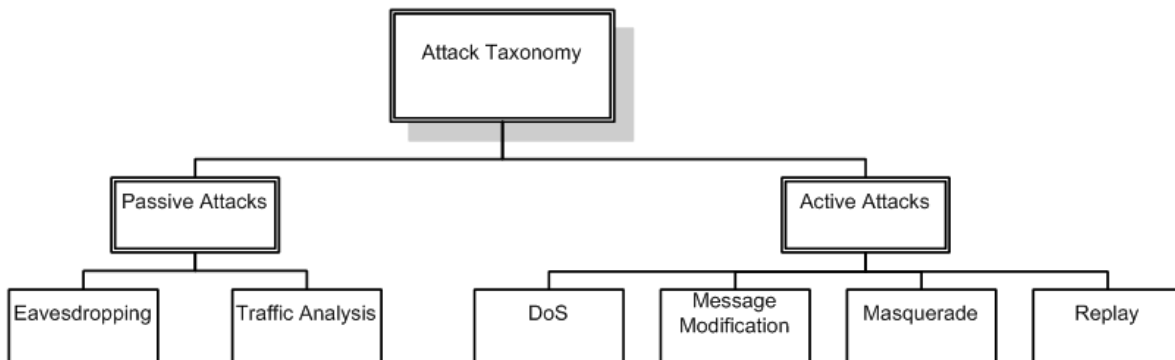 Attack Taxonomy
Passive Attacks
Active Attacks
Eavesdropping
Traffic Analysis
DoS
Message
Modification
Masquerade
Replay